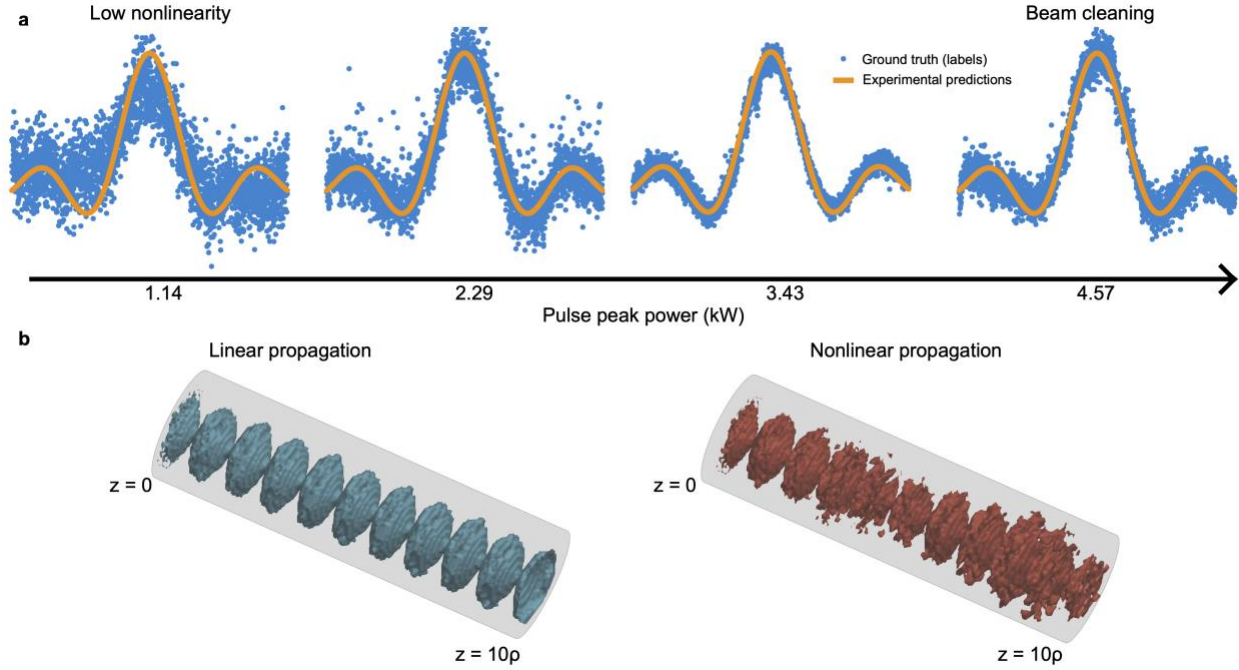 a
Low nonlinearity
Beam cleaning
Ground truth (labels)
Experimental predictions
1.14
2.29
3.43
4.57
Pulse peak power (kW)
b
Linear propagation
Nonlinear propagation
z = 0
z = 10ρ
z = 0
z = 10ρ